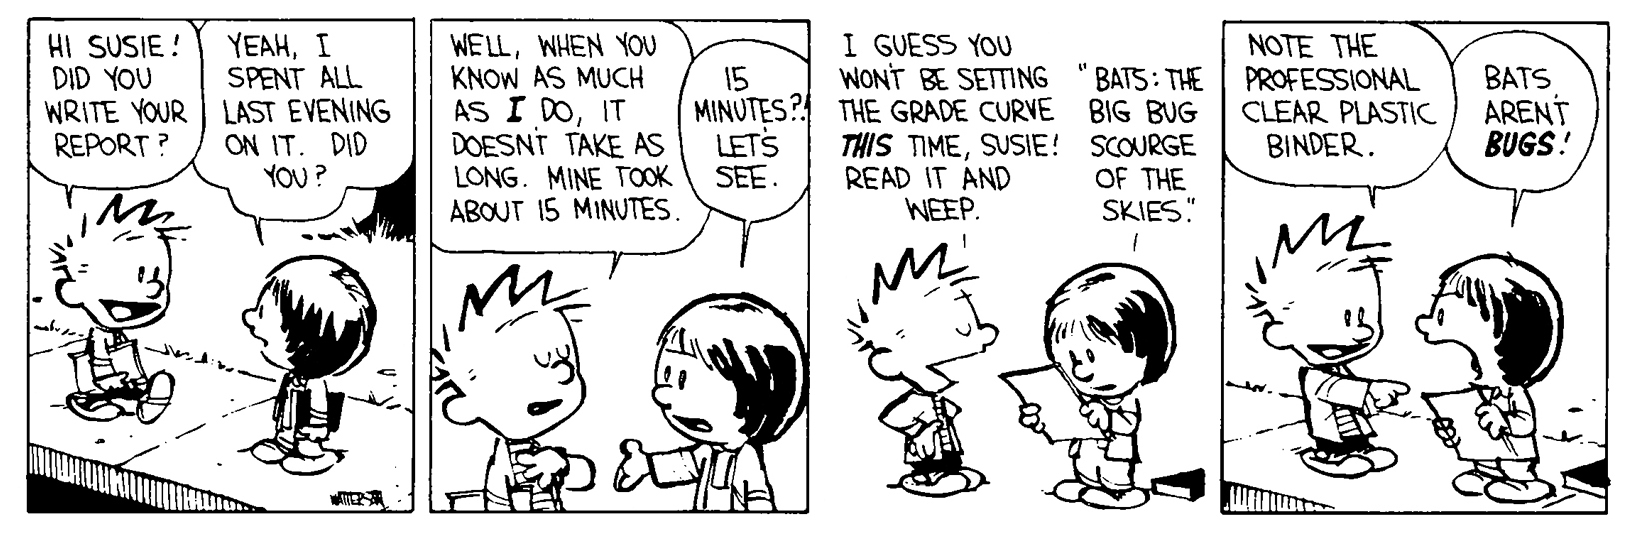 HI SUSIE!
DID YOU
WRITE YOUR
REPORT?
YEAH, I
SPENT ALL
LAST EVENING
ON IT. DID
YOU?
WATTERSON
WELL, WHEN YOU
KNOW AS MUCH
AS I DO, IT
DOESN'T TAKE AS
LONG. MINE TOOK
ABOUT 15 MINUTES.
15
MINUTES?!
LET'S
SEE.
I GUESS YOU
WON'T BE SETTING
THE GRADE CURVE
THIS TIME, SUSIE!
READ IT AND
WEEP.
"BATS: THE
BIG BUG
SCOURGE
OF THE
SKIES."
NOTE THE
PROFESSIONAL
CLEAR PLASTIC
BINDER.
BATS
AREN'T
BUGS!